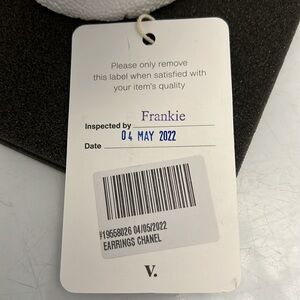 Please only remove
this label when satisfied with
your item's quality
Inspected by Frankie
04 MAY 2022
Date
#19558026 04/05/2022
EARRINGS CHANEL
V.